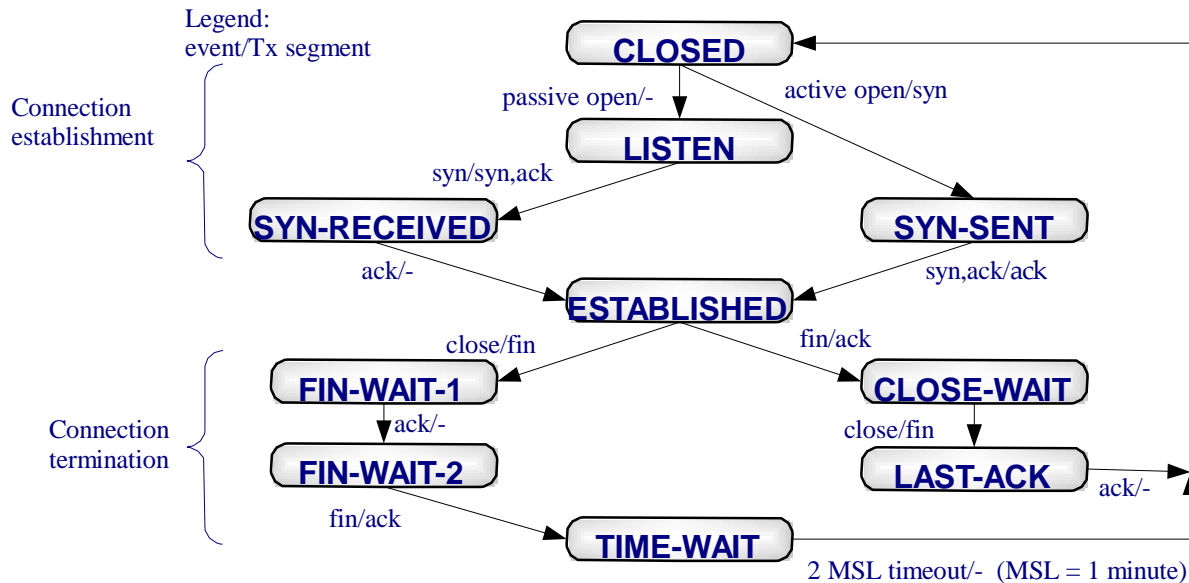 Legend:
event/Tx segment
CLOSED
Connection
establishment
passive open/-
active open/syn
LISTEN
syn/syn,ack
SYN-RECEIVED
SYN-SENT
ack/-
syn,ack/ack
ESTABLISHED
close/fin
fin/ack
FIN-WAIT-1
CLOSE-WAIT
Connection
termination
ack/-
close/fin
FIN-WAIT-2
LAST-ACK
ack/-
fin/ack
TIME-WAIT
2 MSL timeout/- (MSL = 1 minute)